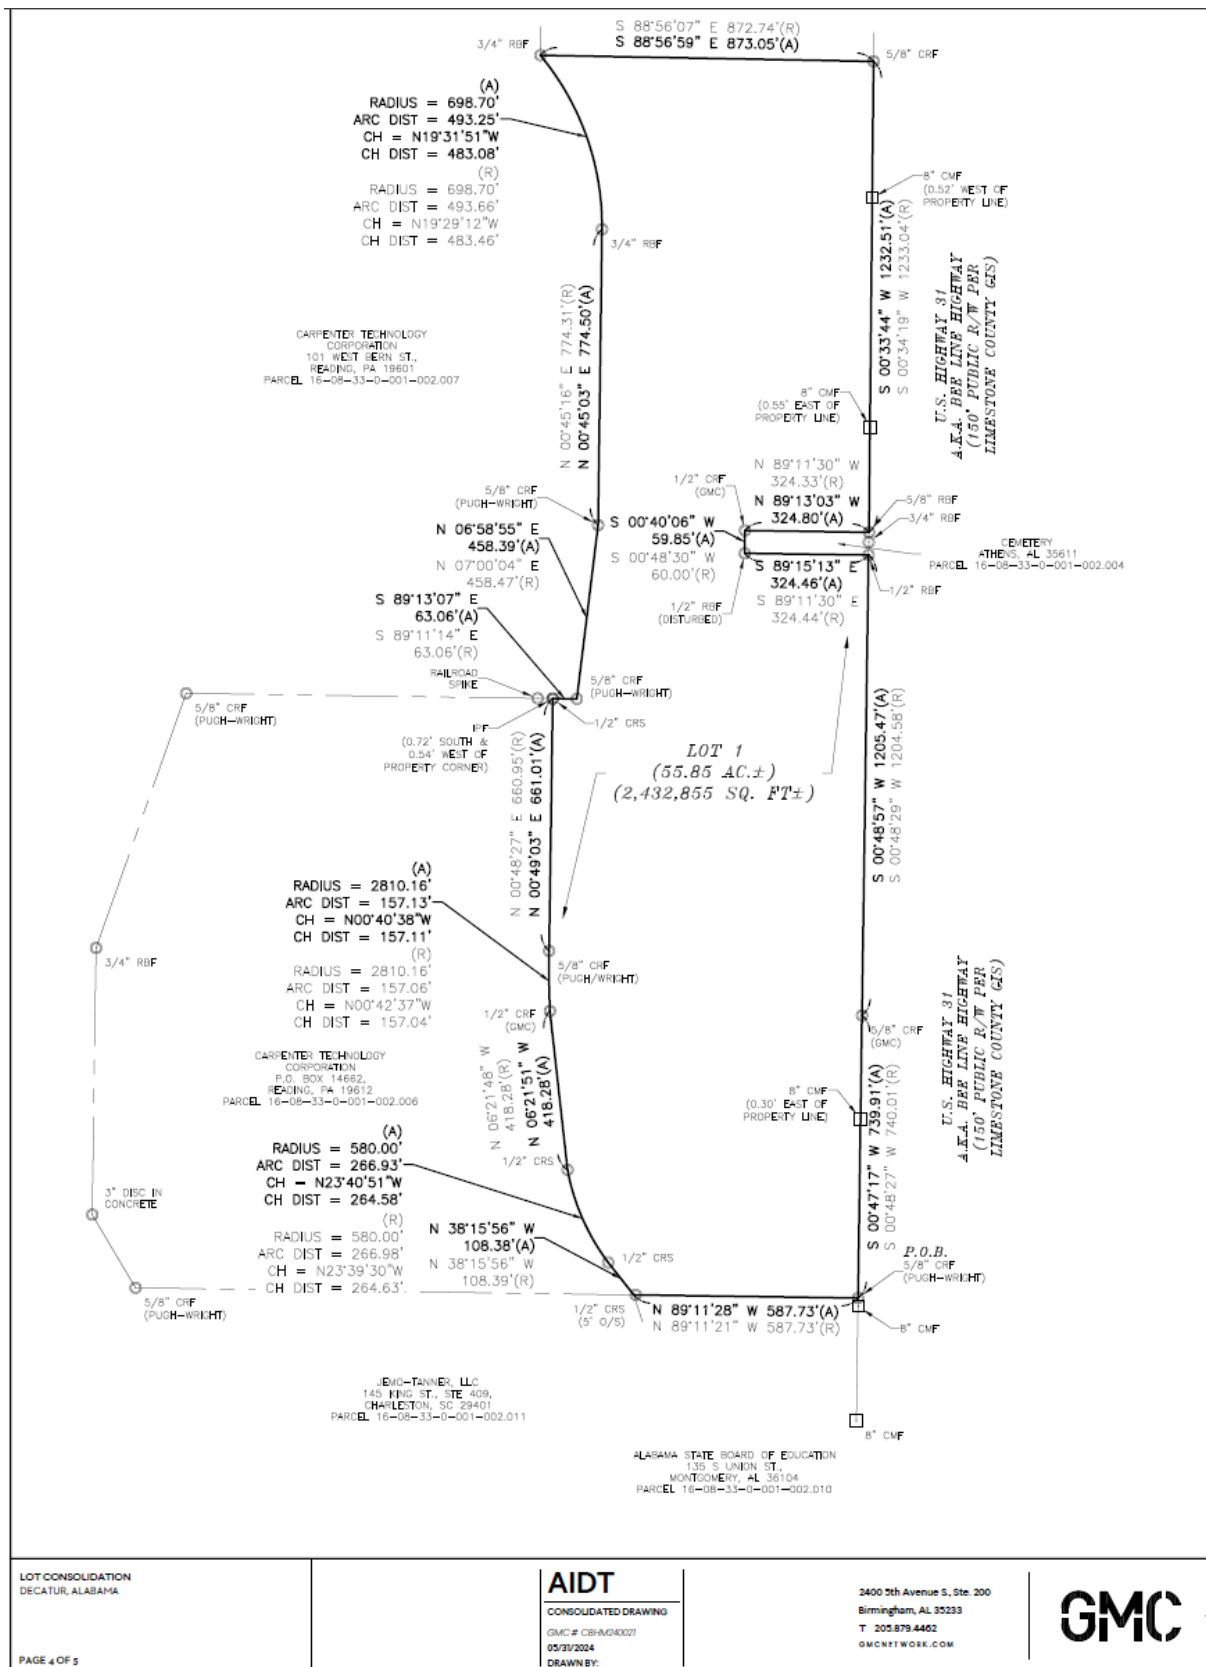 S 88°56'07" E 872.74'(R)
S 88°56'59" E 873.05'(A)
3/4" RBF
5/8" CRF
(A)
RADIUS = 698.70'
ARC DIST = 493.25'
CH = N19°31'51"W
CH DIST = 483.08'
(R)
RADIUS = 698.70'
ARC DIST = 493.66'
CH = N19°29'12"W
CH DIST = 483.46'
3/4" RBF
8" CMF
(0.52' WEST OF
PROPERTY LINE)
S 00°33'44" W 1232.51'(A)
S 00°34'19" W 1233.04'(R)
U.S. HIGHWAY 31
A.K.A. BEE LINE HIGHWAY
(150' PUBLIC R/W PER
LIMESTONE COUNTY GIS)
N 00°45'16" E 774.31'(R)
N 00°45'03" E 774.50'(A)
CARPENTER TECHNOLOGY
CORPORATION
101 WEST BERN ST.,
READING, PA 19601
PARCEL 16-08-33-0-001-002.007
8" CMF
(0.55' EAST OF
PROPERTY LINE)
N 89°11'30" W
324.33'(R)
N 89°13'03" W
324.80'(A)
1/2" CRF
(GMC)
5/8" CRF
(PUGH-WRIGHT)
5/8" RBF
3/4" RBF
S 00°40'06" W
59.85'(A)
S 00°48'30" W
60.00'(R)
N 06°58'55" E
458.39'(A)
N 07°00'04" E
458.47'(R)
CEMETERY
ATHENS, AL 35611
PARCEL 16-08-33-0-001-002.004
S 89°15'13" E
324.46'(A)
S 89°11'30" E
324.44'(R)
1/2" RBF
1/2" RBF
(DISTURBED)
S 89°13'07" E
63.06'(A)
S 89°11'14" E
63.06'(R)
RAILROAD
SPIKE
5/8" CRF
(PUGH-WRIGHT)
5/8" CRF
(PUGH-WRIGHT)
1/2" CRS
IPF
(0.72' SOUTH &
0.54' WEST OF
PROPERTY CORNER)
LOT 1
(55.85 AC.±)
(2,432,855 SQ. FT±)
N 00°48'27" E 660.95'(R)
N 00°49'03" E 661.01'(A)
S 00°48'57" W 1205.47'(A)
S 00°48'29" W 1204.58'(R)
(A)
RADIUS = 2810.16'
ARC DIST = 157.13'
CH = N00°40'38"W
CH DIST = 157.11'
(R)
RADIUS = 2810.16'
ARC DIST = 157.06'
CH = N00°42'37"W
CH DIST = 157.04'
3/4" RBF
5/8" CRF
(PUGH/WRIGHT)
1/2" CRF
(GMC)
5/8" CRF
(GMC)
U.S. HIGHWAY 31
A.K.A. BEE LINE HIGHWAY
(150' PUBLIC R/W PER
LIMESTONE COUNTY GIS)
CARPENTER TECHNOLOGY
CORPORATION
P.O. BOX 14662,
READING, PA 19612
PARCEL 16-08-33-0-001-002.006
N 06°21'48" W
418.28'(R)
N 06°21'51" W
418.28'(A)
8" CMF
(0.30' EAST OF
PROPERTY LINE)
S 00°47'17" W 739.91'(A)
S 00°48'27" W 740.01'(R)
(A)
RADIUS = 580.00'
ARC DIST = 266.93'
CH = N23°40'51"W
CH DIST = 264.58'
(R)
RADIUS = 580.00'
ARC DIST = 266.98'
CH = N23°39'30"W
CH DIST = 264.63'
1/2" CRS
3" DISC IN
CONCRETE
N 38°15'56" W
108.38'(A)
N 38°15'56" W
108.39'(R)
1/2" CRS
P.O.B.
5/8" CRF
(PUGH-WRIGHT)
5/8" CRF
(PUGH-WRIGHT)
1/2" CRS
(5' O/S)
N 89°11'28" W 587.73'(A)
N 89°11'21" W 587.73'(R)
8" CMF
JEMO-TANNER, LLC
145 KING ST., STE 409,
CHARLESTON, SC 29401
PARCEL 16-08-33-0-001-002.011
8" CMF
ALABAMA STATE BOARD OF EDUCATION
135 S UNION ST.,
MONTGOMERY, AL 36104
PARCEL 16-08-33-0-001-002.010
LOT CONSOLIDATION
DECATUR, ALABAMA
PAGE 4 OF 5
AIDT
CONSOLIDATED DRAWING
GMC # CBHM240021
05/31/2024
DRAWN BY:
2400 5th Avenue S., Ste. 200
Birmingham, AL 35233
T 205.879.4462
GMCNETWORK.COM
GMC